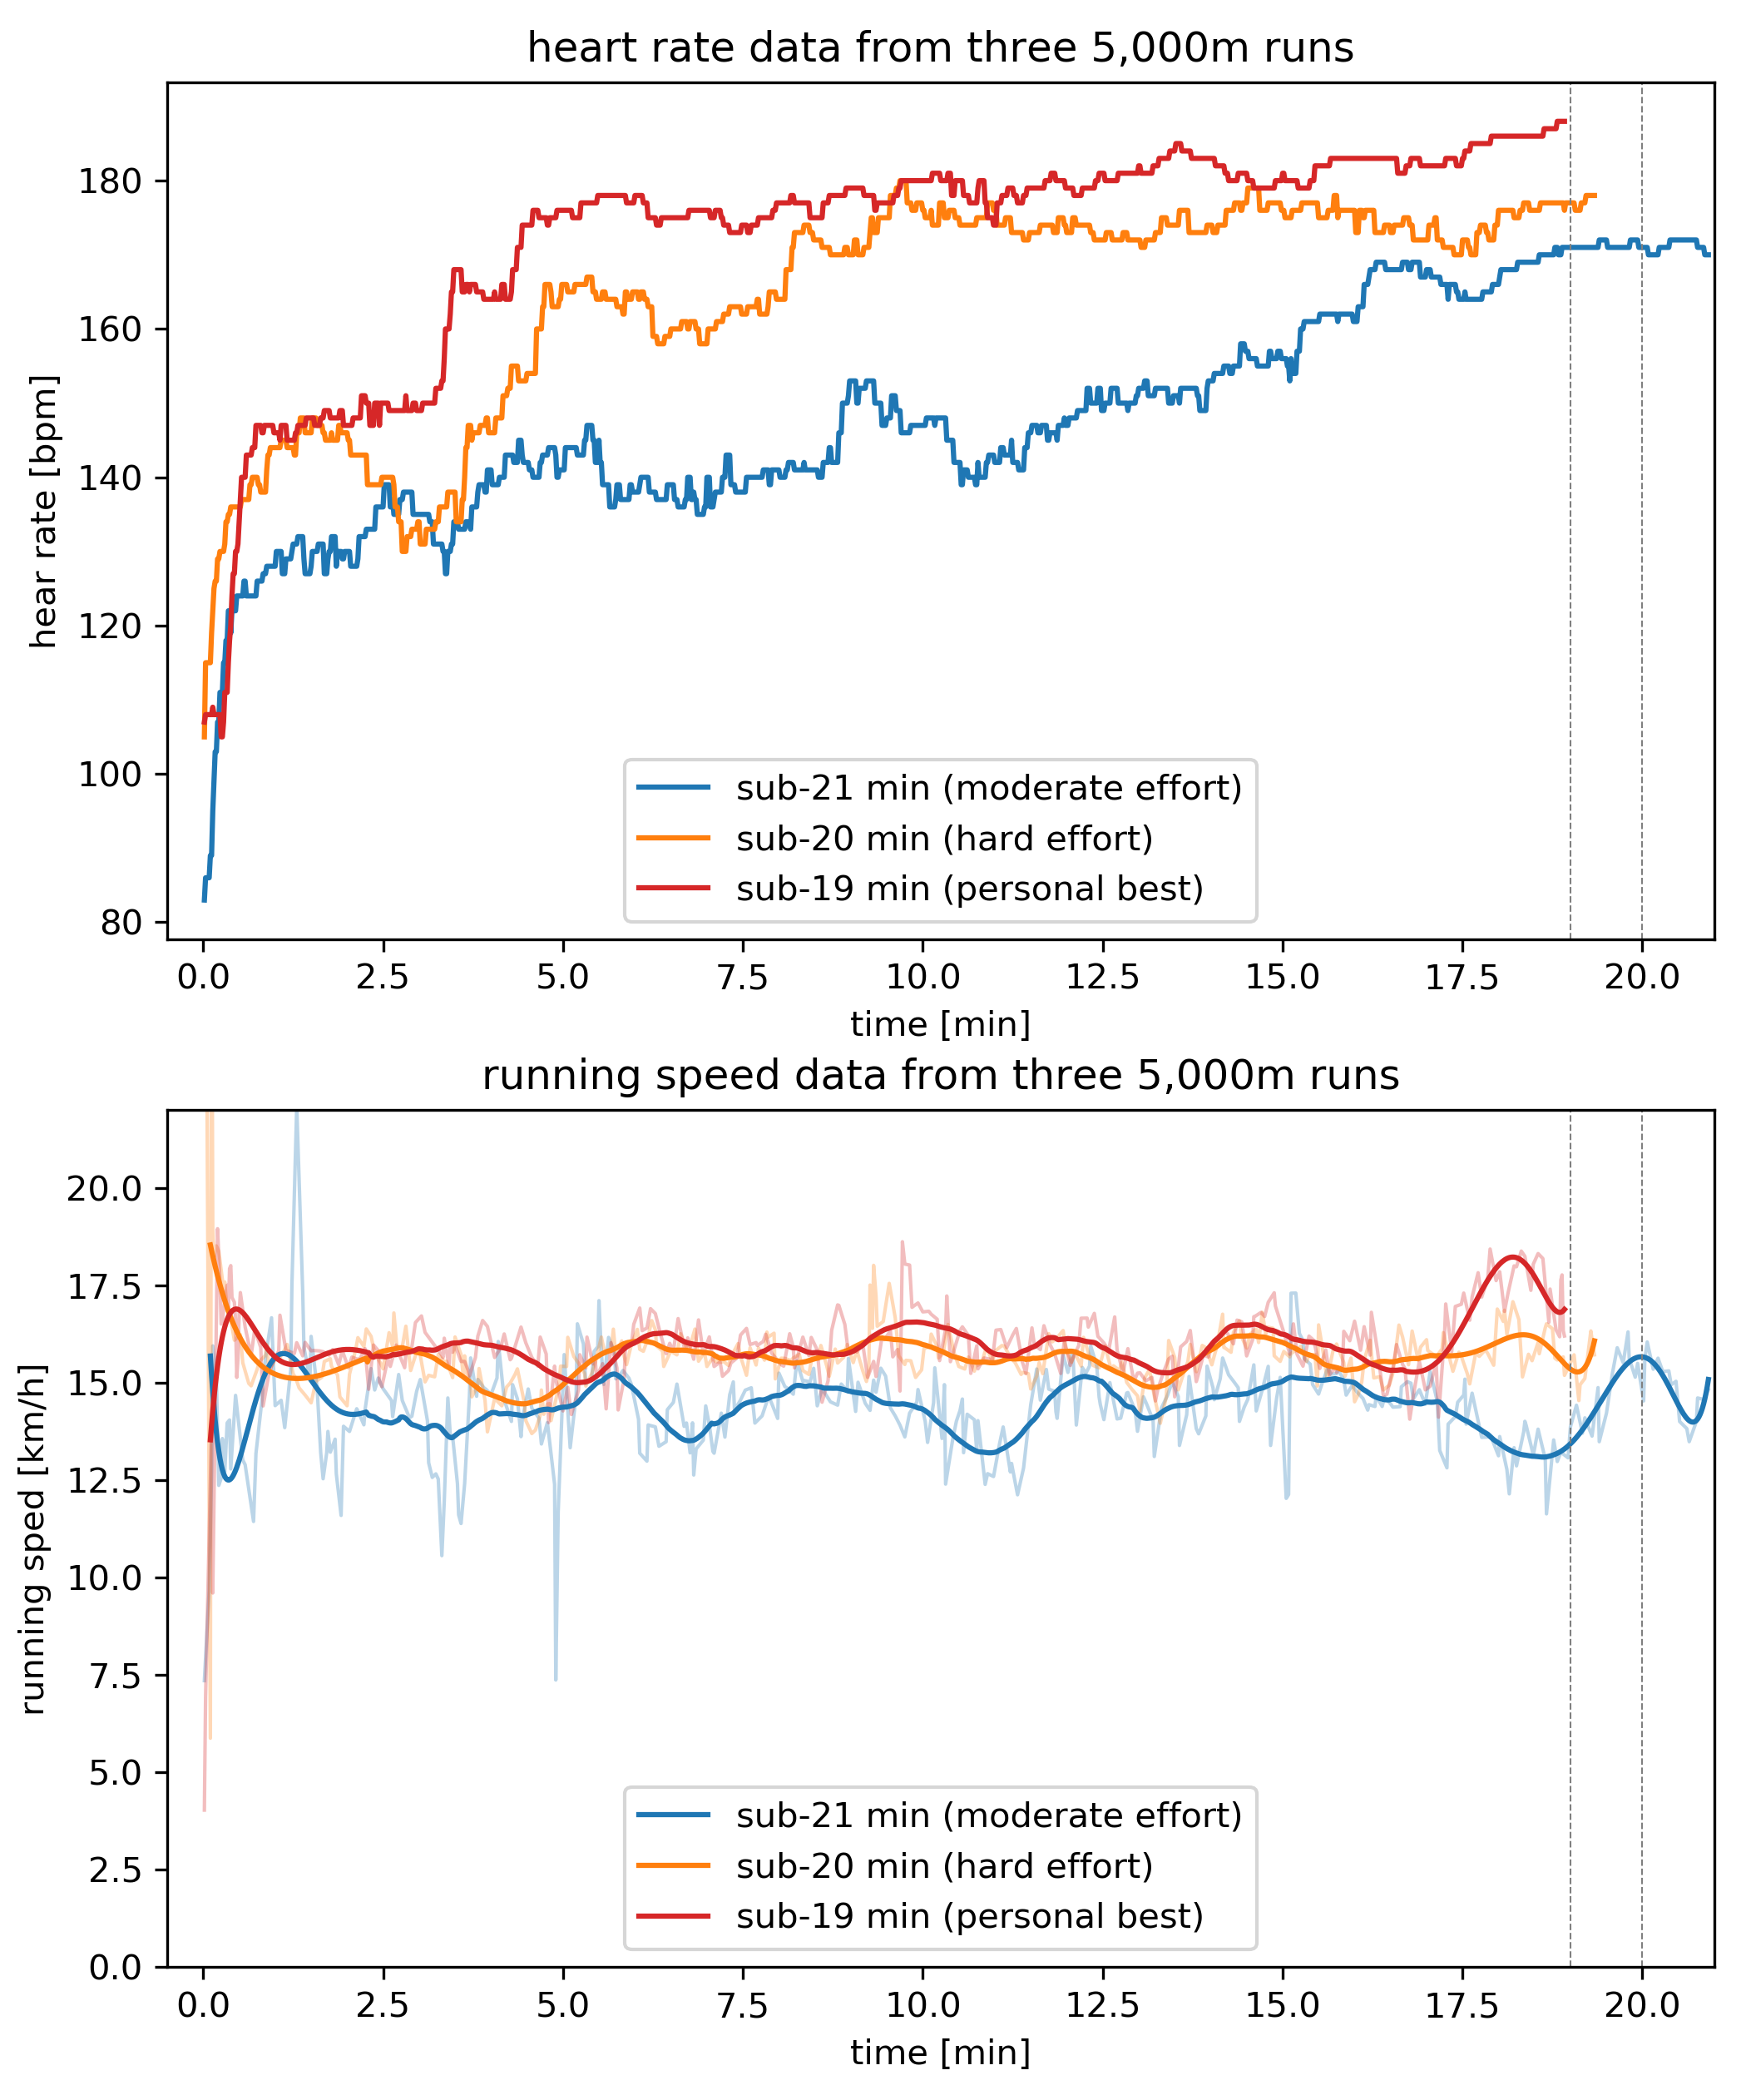 heart rate data from three 5,000m runs
hear rate [bpm]
180
160
140
120
100
80
sub-21 min (moderate effort)
sub-20 min (hard effort)
sub-19 min (personal best)
0.0 2.5 5.0 7.5 10.0 12.5 15.0 17.5 20.0
time [min]
running speed data from three 5,000m runs
running sped [km/h]
20.0
17.5
15.0
12.5
10.0
7.5
5.0
2.5
0.0
sub-21 min (moderate effort)
sub-20 min (hard effort)
sub-19 min (personal best)
0.0 2.5 5.0 7.5 10.0 12.5 15.0 17.5 20.0
time [min]